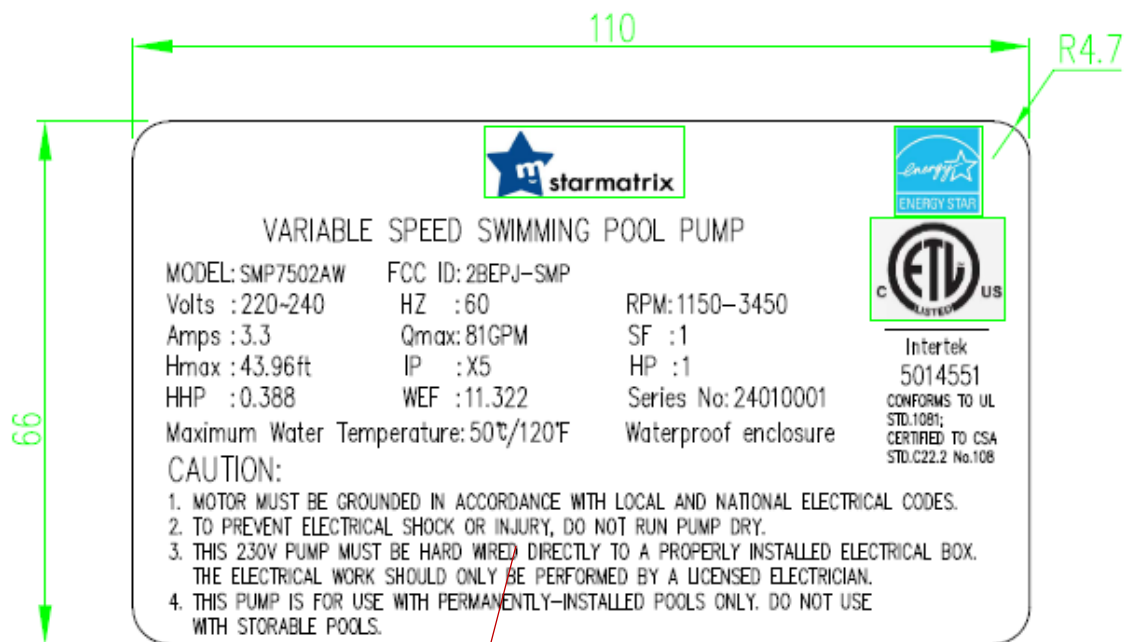 110
R4.7
66
starmatrix
energy
ENERGY STAR
VARIABLE SPEED SWIMMING POOL PUMP
MODEL: SMP7502AW FCC ID: 2BEPJ-SMP
Volts : 220~240 HZ : 60 RPM: 1150-3450
Amps : 3.3 Qmax: 81GPM SF : 1
Hmax : 43.96ft IP : X5 HP : 1
HHP : 0.388 WEF : 11.322 Series No: 24010001
Maximum Water Temperature: 50℃/120℉ Waterproof enclosure
C ETL US
LISTED
Intertek
5014551
CONFORMS TO UL
STD.1081;
CERTIFIED TO CSA
STD.C22.2 No.108
CAUTION:
1. MOTOR MUST BE GROUNDED IN ACCORDANCE WITH LOCAL AND NATIONAL ELECTRICAL CODES.
2. TO PREVENT ELECTRICAL SHOCK OR INJURY, DO NOT RUN PUMP DRY.
3. THIS 230V PUMP MUST BE HARD WIRED DIRECTLY TO A PROPERLY INSTALLED ELECTRICAL BOX.
THE ELECTRICAL WORK SHOULD ONLY BE PERFORMED BY A LICENSED ELECTRICIAN.
4. THIS PUMP IS FOR USE WITH PERMANENTLY-INSTALLED POOLS ONLY. DO NOT USE
WITH STORABLE POOLS.